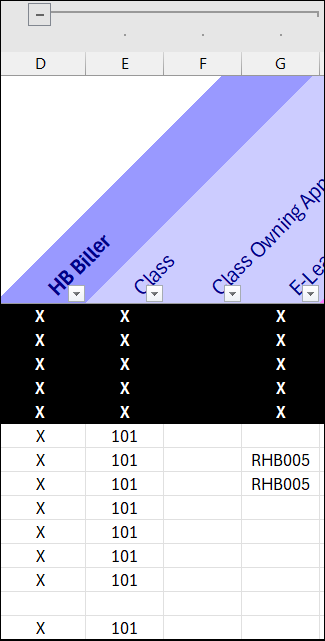 D E F G
HB Biller
Class
Class Owning App
E-Lea
X X X
X X X
X X X
X X X
X X X
X 101
X 101 RHB005
X 101 RHB005
X 101
X 101
X 101
X 101
X 101